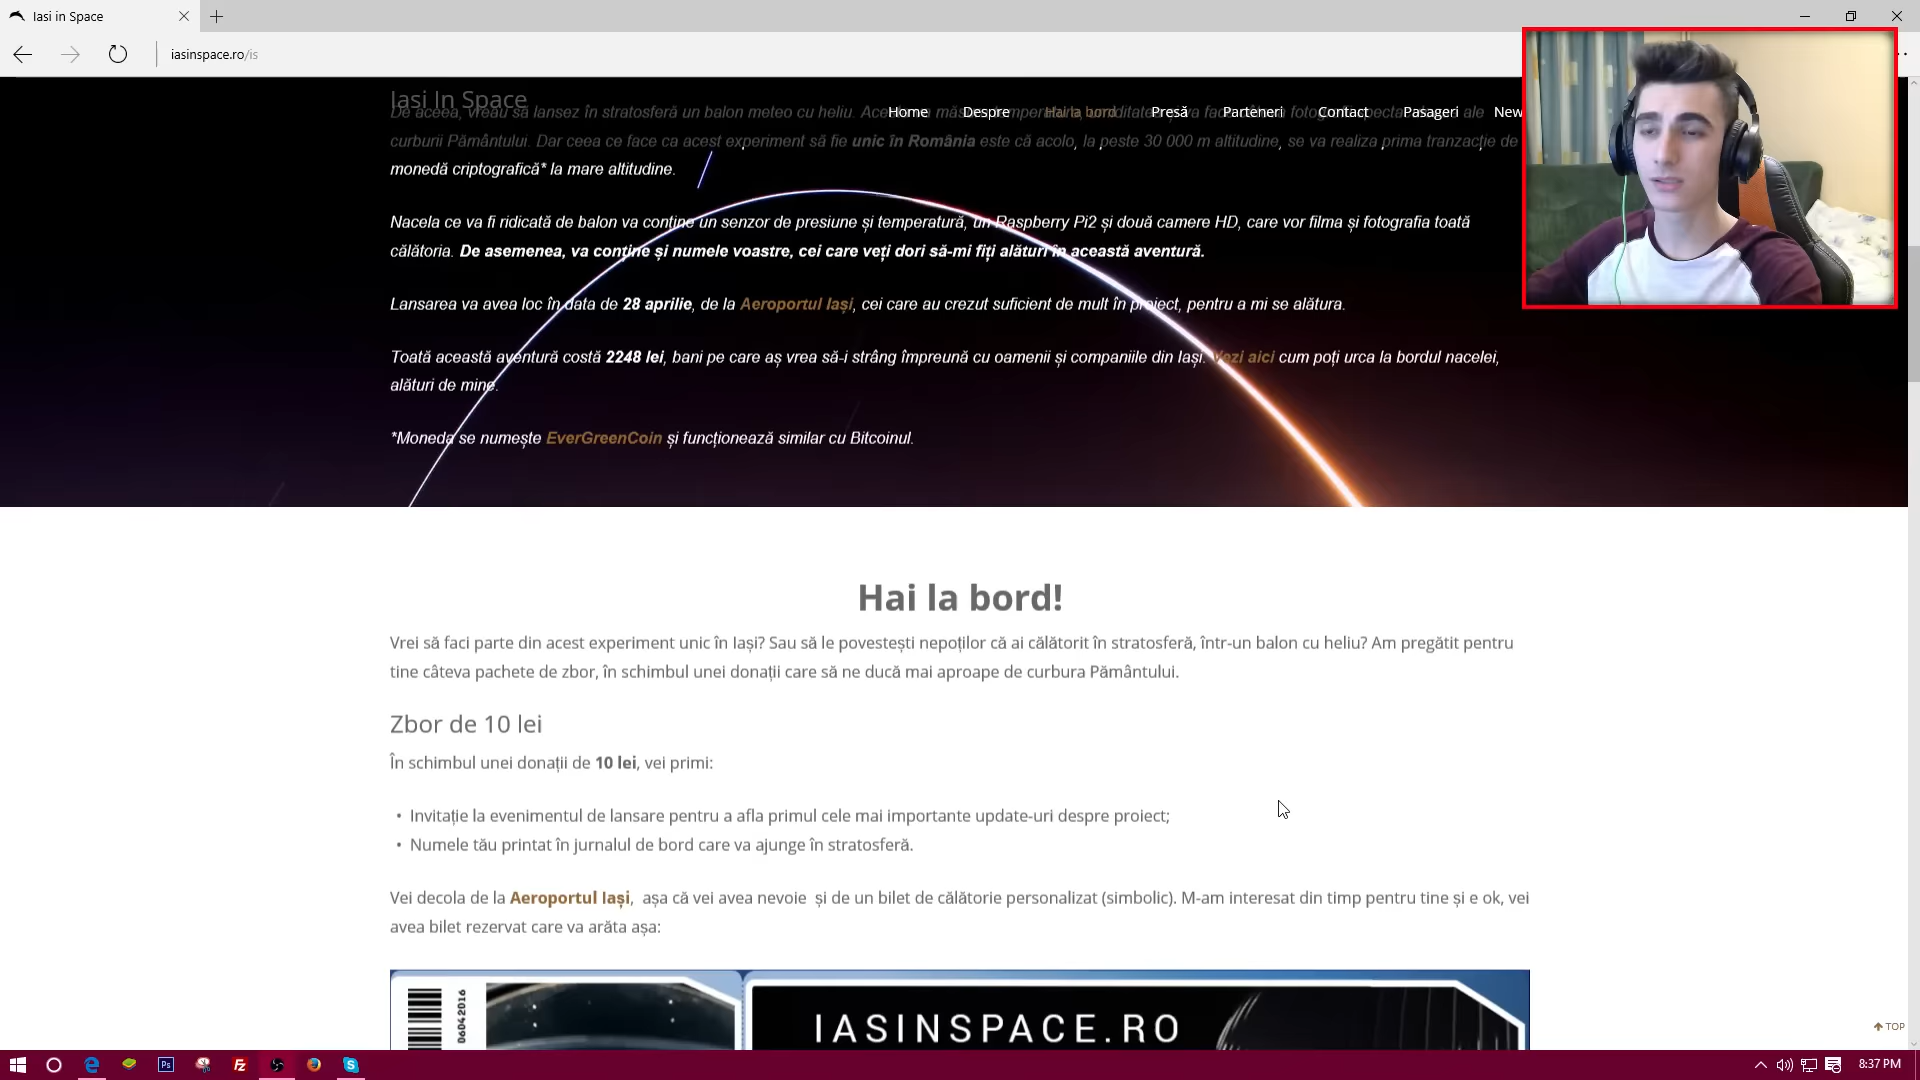 Iasi in Space
iasinspace.ro/is
Iasi In Space
Home Despre Hai la bord Presă Parteneri Contact Pasageri New
De aceea, vreau să lansez în stratosferă un balon meteo cu heliu.
curburii Pământului. Dar ceea ce face ca acest experiment să fie unic în România este că acolo, la peste 30 000 m altitudine, se va realiza prima tranzacție de
monedă criptografică* la mare altitudine.
Nacela ce va fi ridicată de balon va conține un senzor de presiune și temperatură, un Raspberry Pi2 și două camere HD, care vor filma și fotografia toată
călătoria. De asemenea, va conține și numele voastre, cei care veți dori să-mi fiți alături în această aventură.
Lansarea va avea loc în data de 28 aprilie, de la Aeroportul Iași, cei care au crezut suficient de mult în proiect, pentru a mi se alătura.
Toată această aventură costă 2248 lei, bani pe care aș vrea să-i strâng împreună cu oamenii și companiile din Iași. Vezi aici cum poți urca la bordul nacelei,
alături de mine.
*Moneda se numește EverGreenCoin și funcționează similar cu Bitcoinul.
Hai la bord!
Vrei să faci parte din acest experiment unic în Iași? Sau să le povestești nepoților că ai călătorit în stratosferă, într-un balon cu heliu? Am pregătit pentru
tine câteva pachete de zbor, în schimbul unei donații care să ne ducă mai aproape de curbura Pământului.
Zbor de 10 lei
În schimbul unei donații de 10 lei, vei primi:
• Invitație la evenimentul de lansare pentru a afla primul cele mai importante update-uri despre proiect;
• Numele tău printat în jurnalul de bord care va ajunge în stratosferă.
Vei decola de la Aeroportul Iași, așa că vei avea nevoie și de un bilet de călătorie personalizat (simbolic). M-am interesat din timp pentru tine și e ok, vei
avea bilet rezervat care va arăta așa:
06042016
IASINSPACE.RO
TOP
Ps
Fz
8:37 PM